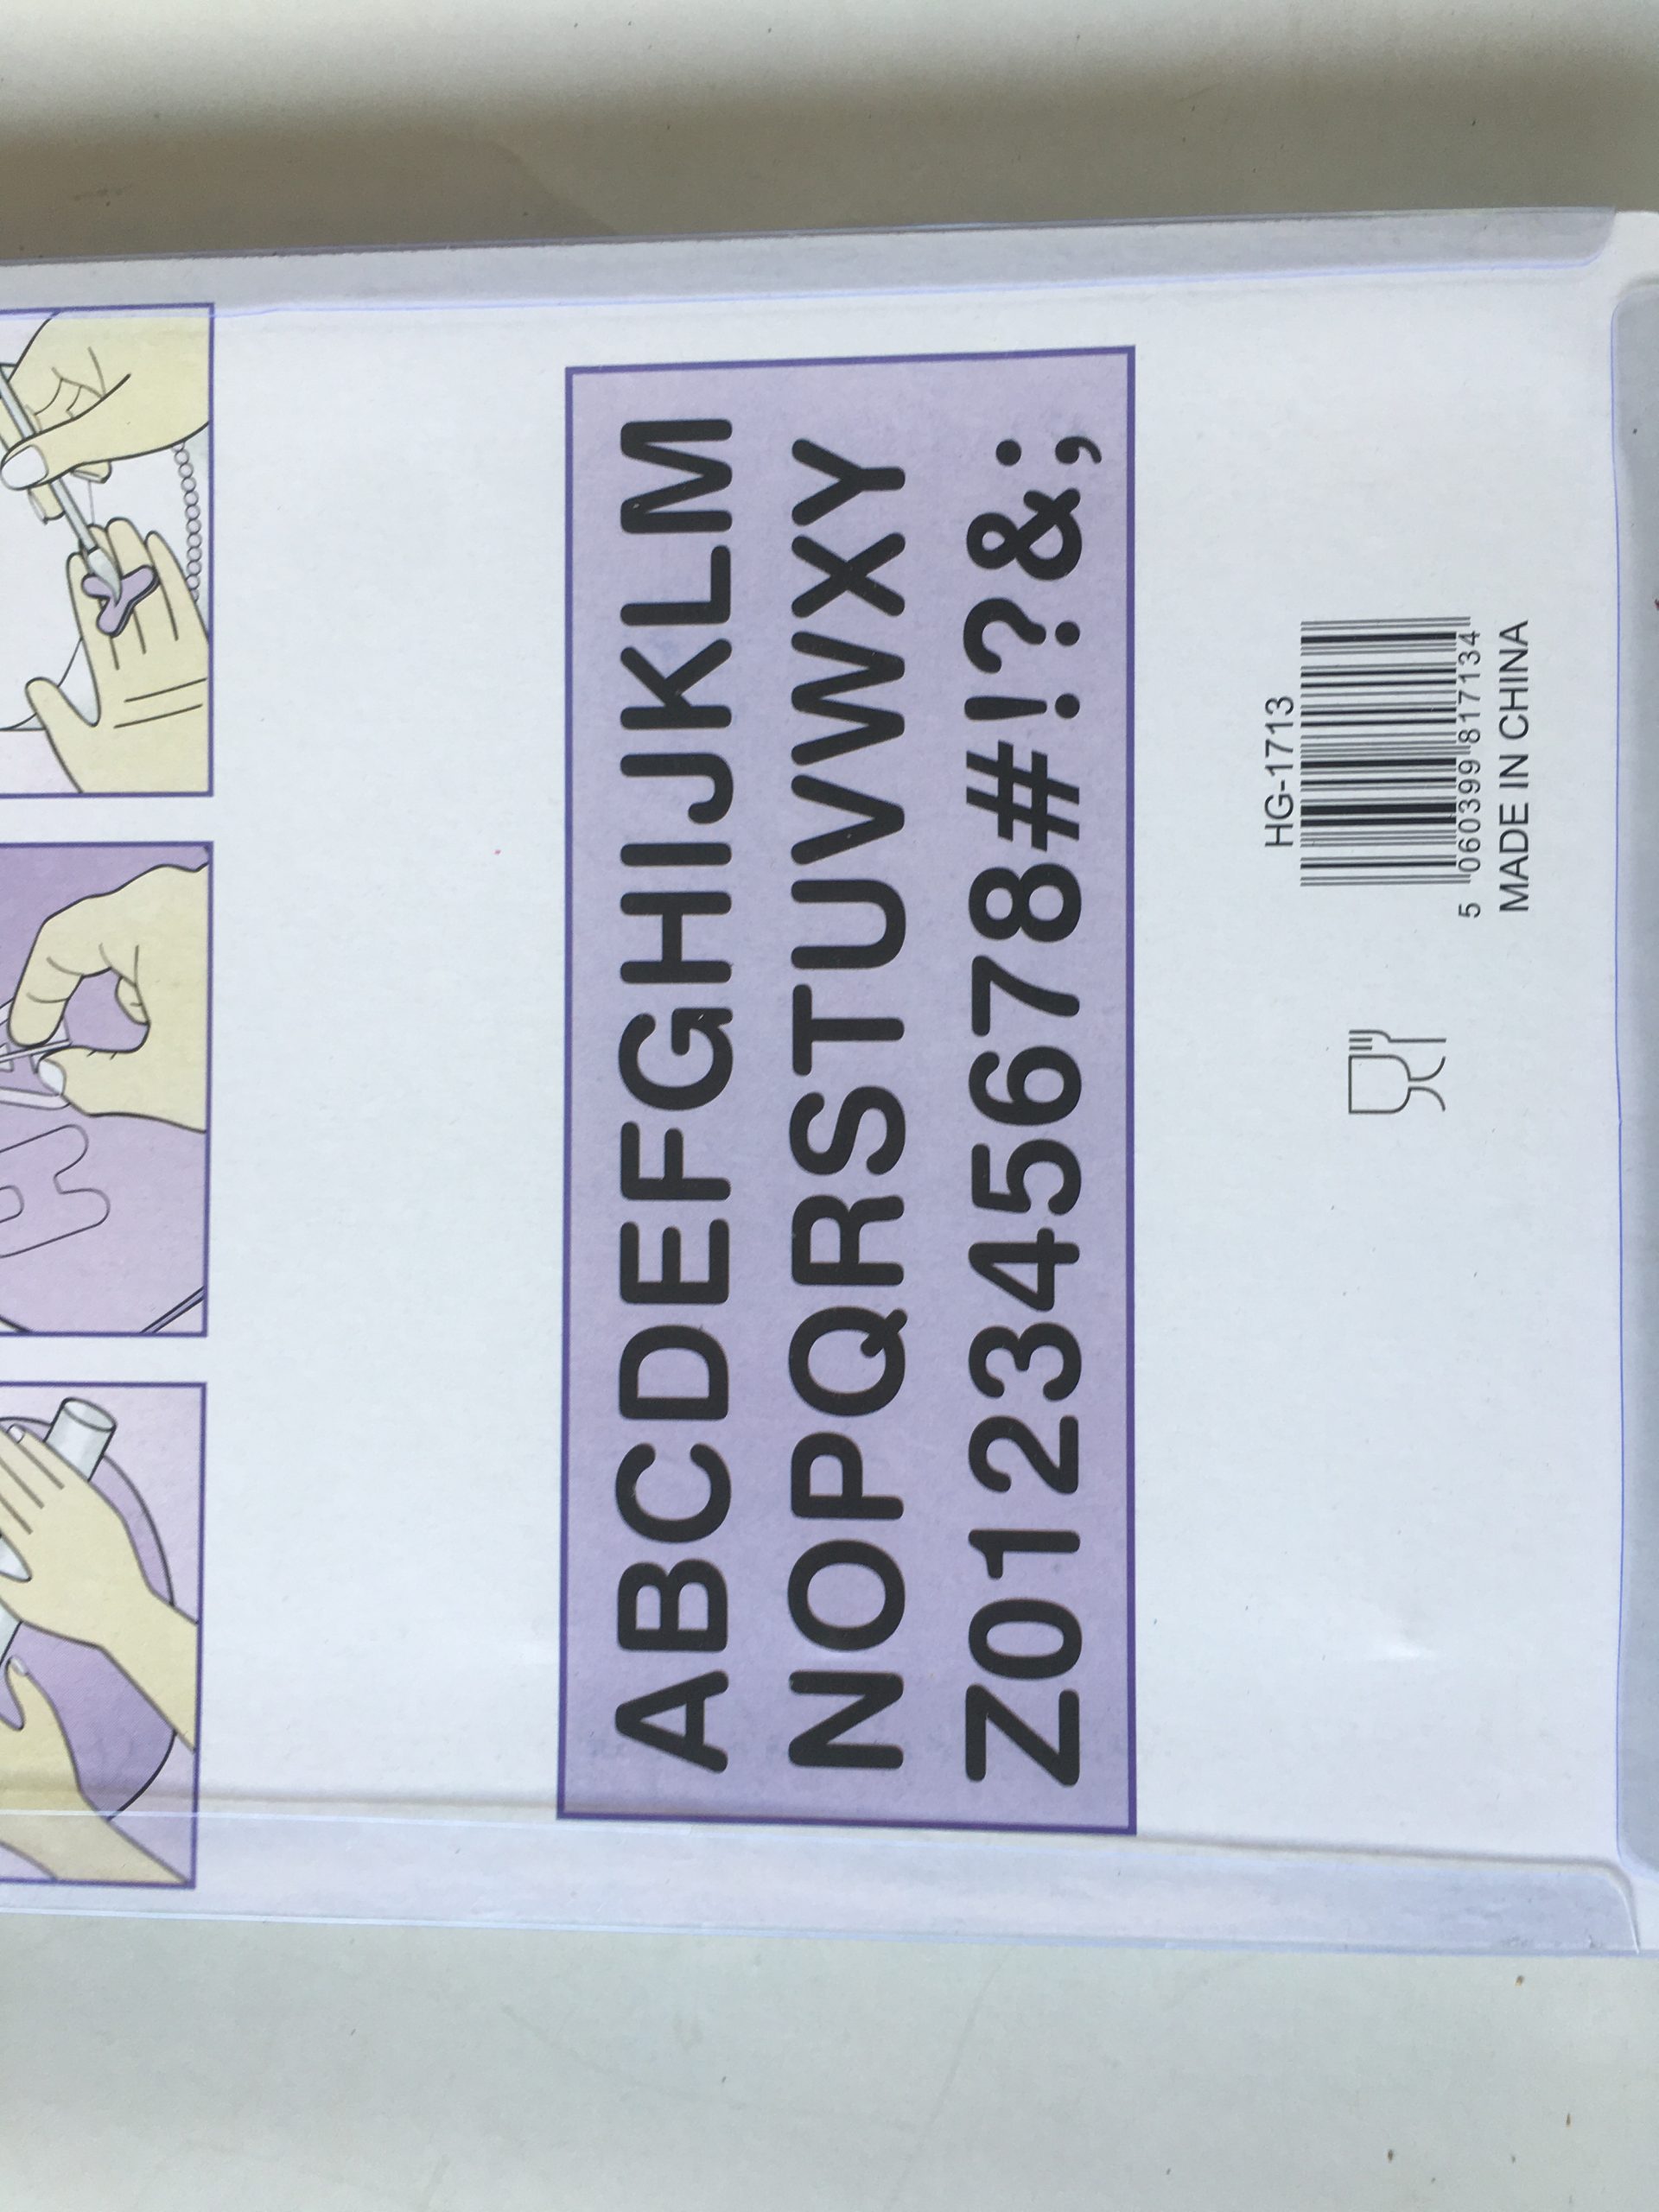 ABCDEFGHIJKLM
NOPQRSTUVWXY
Z012345678#!?&;
HG-1713
5 060399 817134
MADE IN CHINA